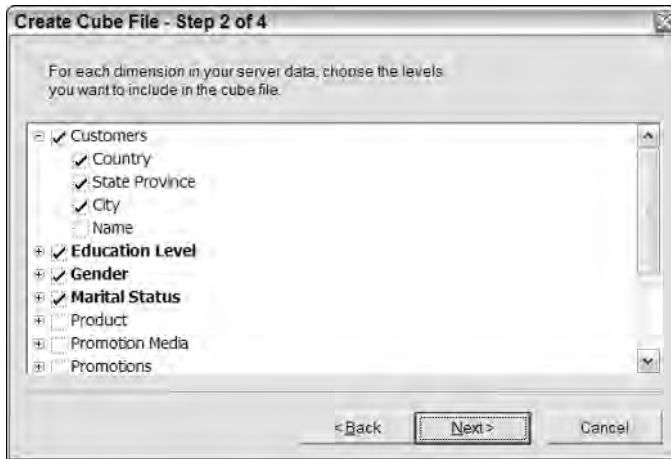 Create Cube File - Step 2 of 4
For each dimension in your server data, choose the levels
you want to include in the cube file.
Customers
Country
State Province
City
Name
Education Level
Gender
Marital Status
Product
Promotion Media
Promotions
< Back
Next >
Cancel